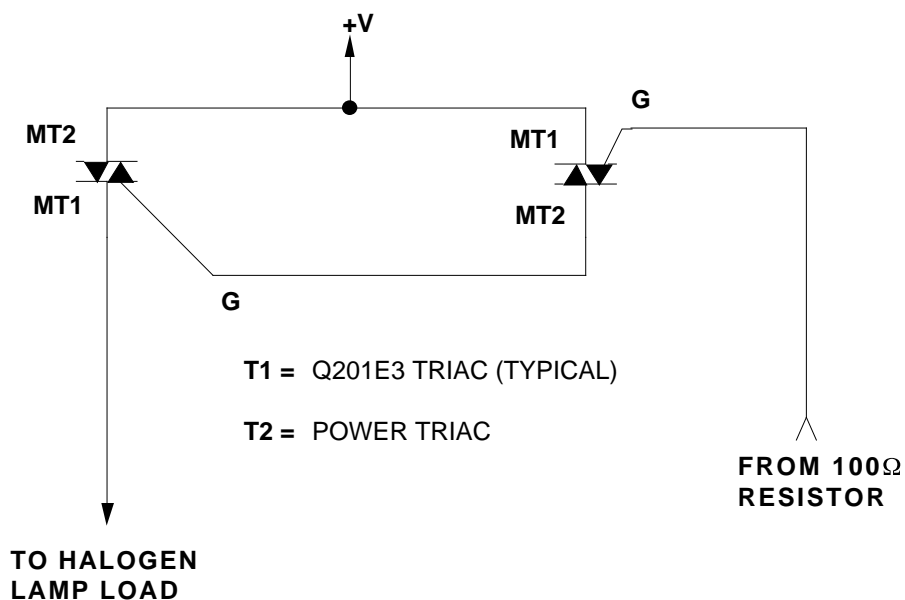 +V
G
MT2
MT1
MT1
MT2
G
T1 = Q201E3 TRIAC (TYPICAL)
T2 = POWER TRIAC
FROM 100Ω
RESISTOR
TO HALOGEN
LAMP LOAD